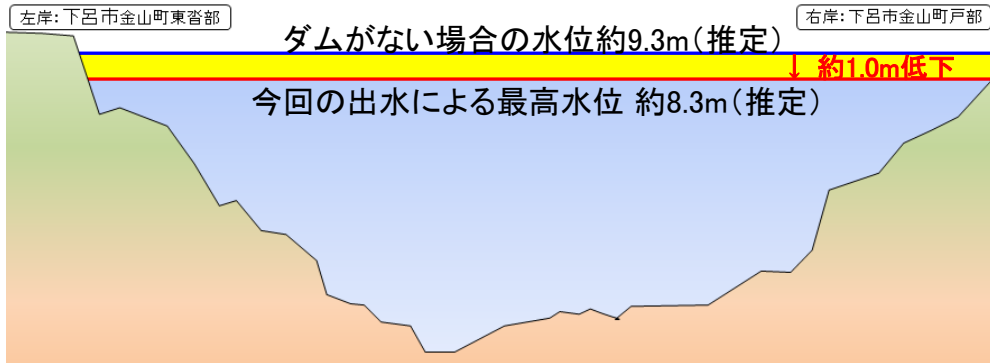 左岸:下呂市金山町東沓部
右岸:下呂市金山町戸部
ダムがない場合の水位約9.3m(推定)
↓ 約1.0m低下
今回の出水による最高水位 約8.3m(推定)